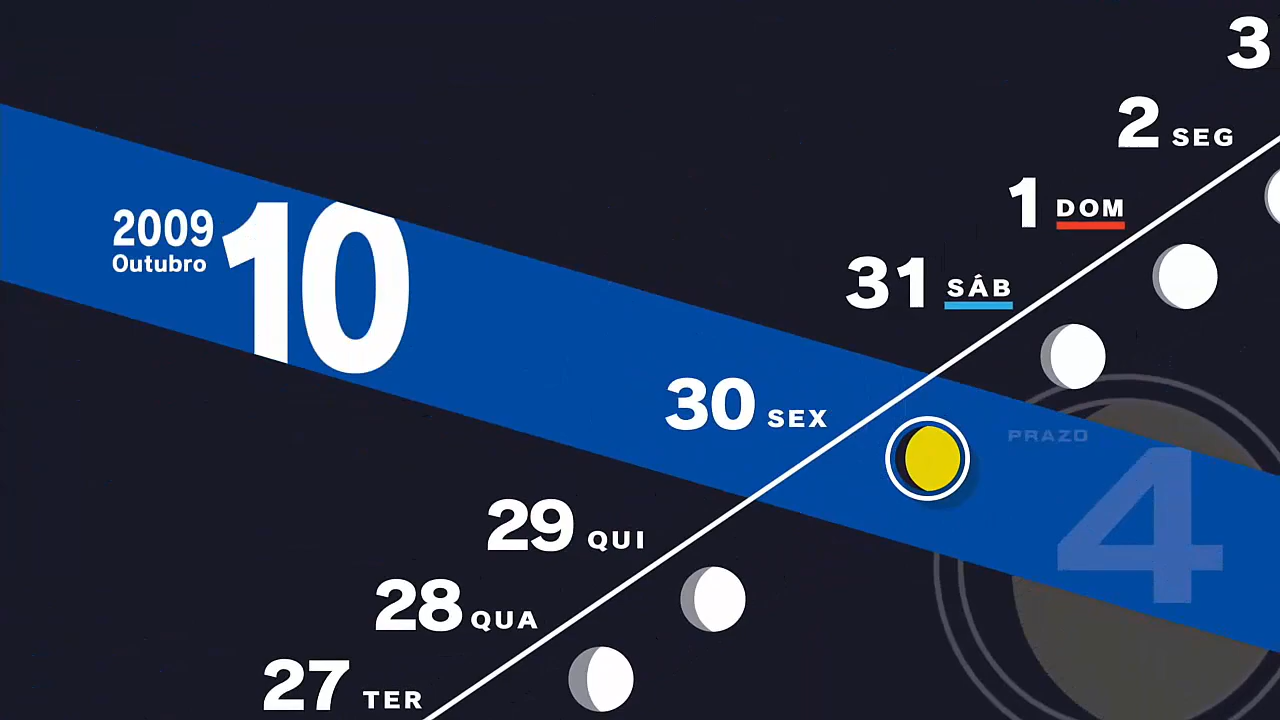 3
2 SEG
1 DOM
31 SÁB
2009
Outubro
10
30 SEX
PRAZO
4
29 QUI
28 QUA
27 TER